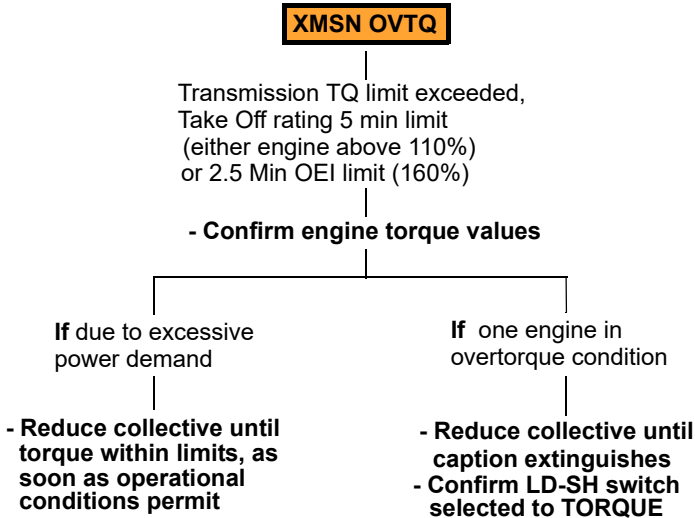 XMSN OVTQ
Transmission TQ limit exceeded,
Take Off rating 5 min limit
(either engine above 110%)
or 2.5 Min OEI limit (160%)
- Confirm engine torque values
If due to excessive
power demand
- Reduce collective until
torque within limits, as
soon as operational
conditions permit
If one engine in
overtorque condition
- Reduce collective until
caption extinguishes
- Confirm LD-SH switch
selected to TORQUE